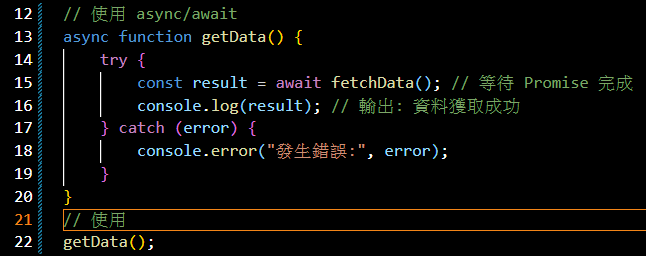 12 // 使用 async/await
13 async function getData() {
14     try {
15         const result = await fetchData(); // 等待 Promise 完成
16         console.log(result); // 輸出: 資料獲取成功
17     } catch (error) {
18         console.error("發生錯誤:", error);
19     }
20 }
21 // 使用
22 getData();